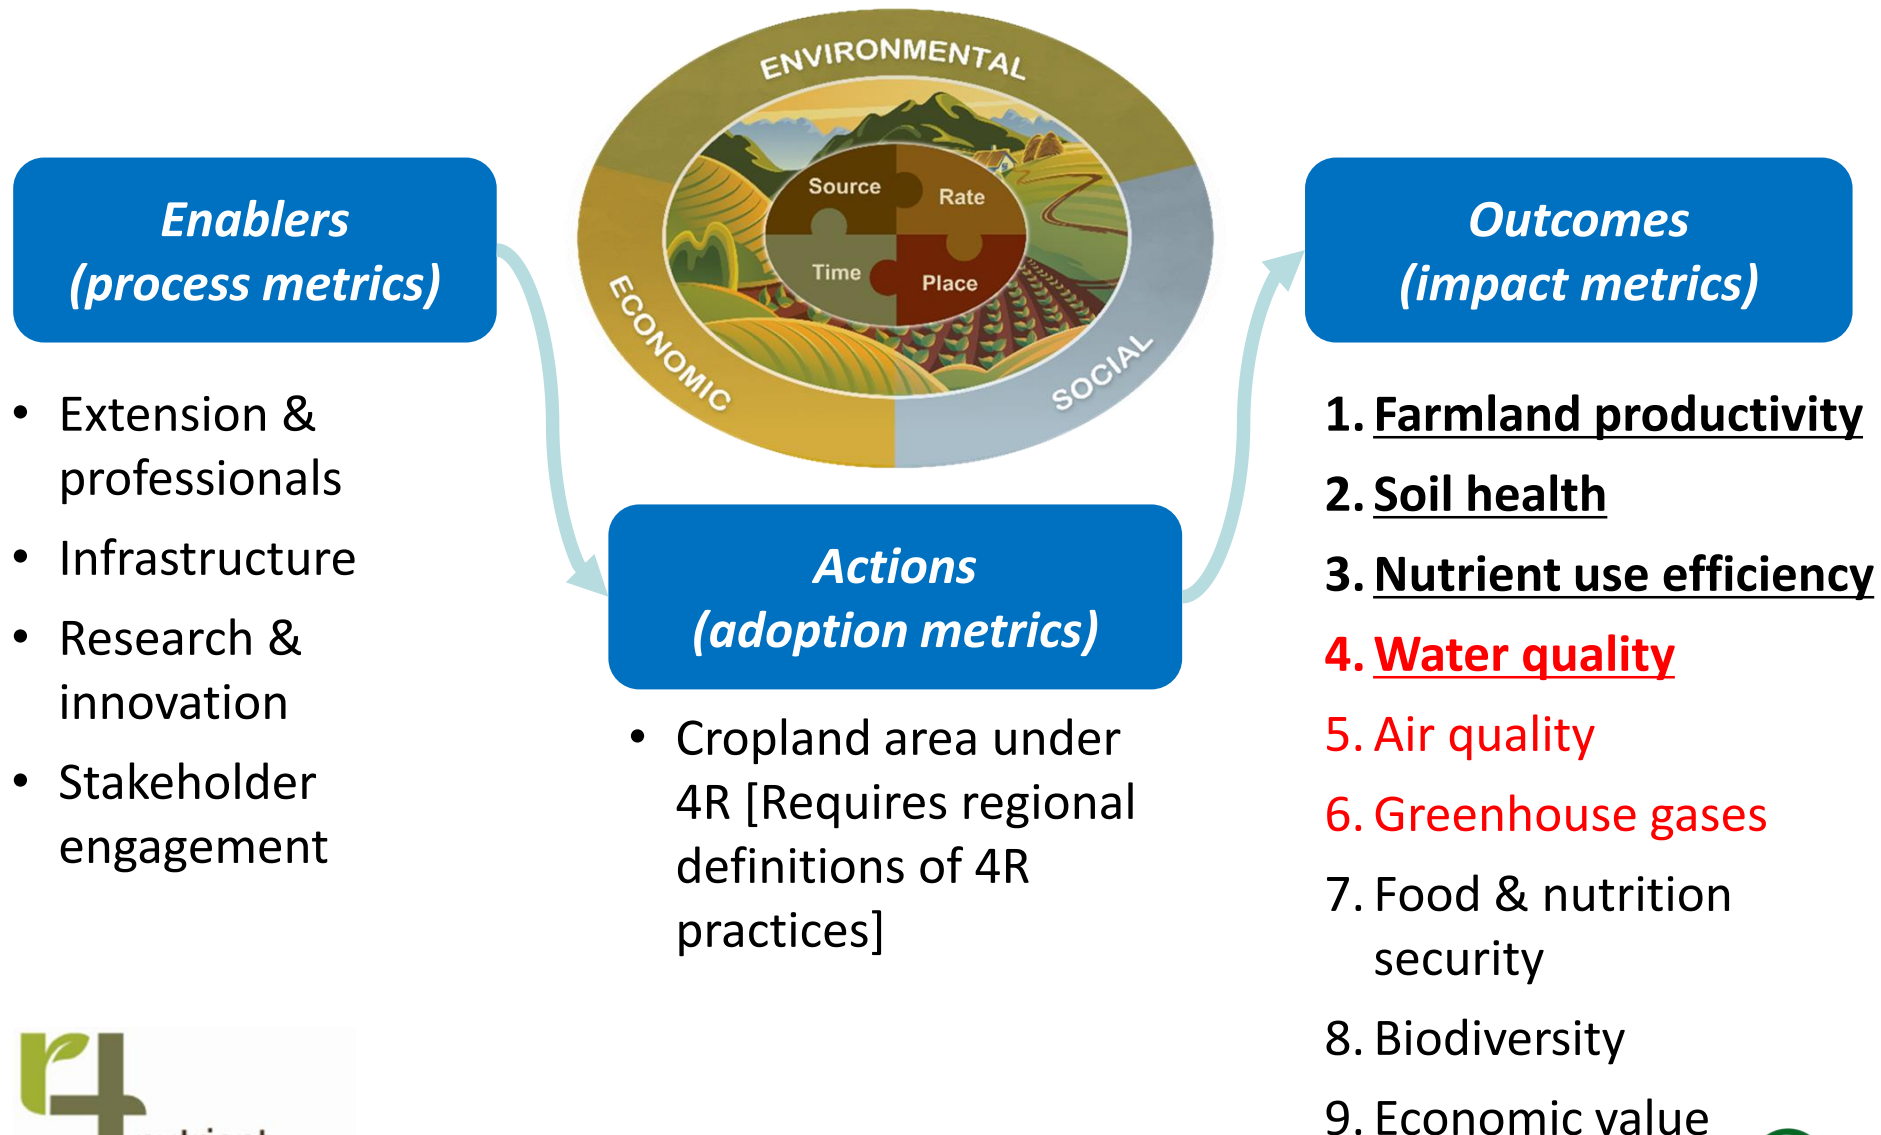 ENVIRONMENTAL
ECONOMIC
SOCIAL
Source
Rate
Time
Place
Enablers
(process metrics)
• Extension &
professionals
• Infrastructure
• Research &
innovation
• Stakeholder
engagement
Actions
(adoption metrics)
• Cropland area under
4R [Requires regional
definitions of 4R
practices]
Outcomes
(impact metrics)
1. Farmland productivity
2. Soil health
3. Nutrient use efficiency
4. Water quality
5. Air quality
6. Greenhouse gases
7. Food & nutrition
security
8. Biodiversity
9. Economic value
r4